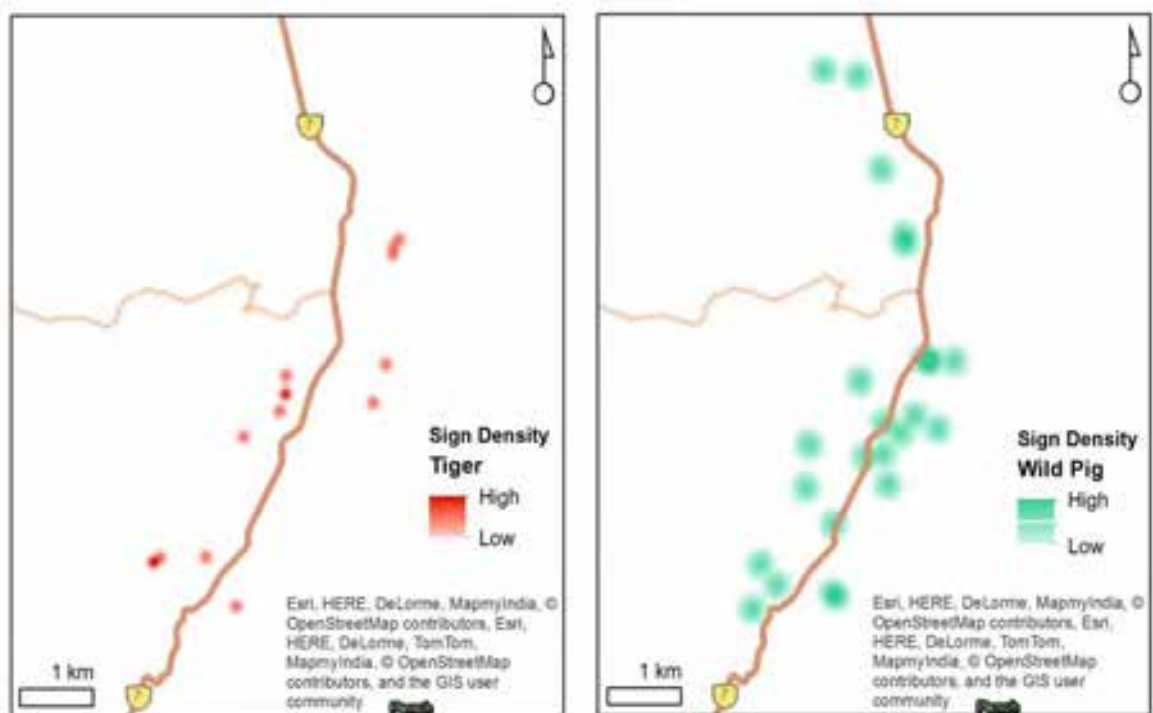 7
Sign Density
Tiger
High
Low
Esri, HERE, DeLorme, MapmyIndia, ©
OpenStreetMap contributors, Esri,
HERE, DeLorme, TomTom,
MapmyIndia, © OpenStreetMap
contributors, and the GIS user
community
1 km
7
7
Sign Density
Wild Pig
High
Low
Esri, HERE, DeLorme, MapmyIndia, ©
OpenStreetMap contributors, Esri,
HERE, DeLorme, TomTom,
MapmyIndia, © OpenStreetMap
contributors, and the GIS user
community
1 km
7